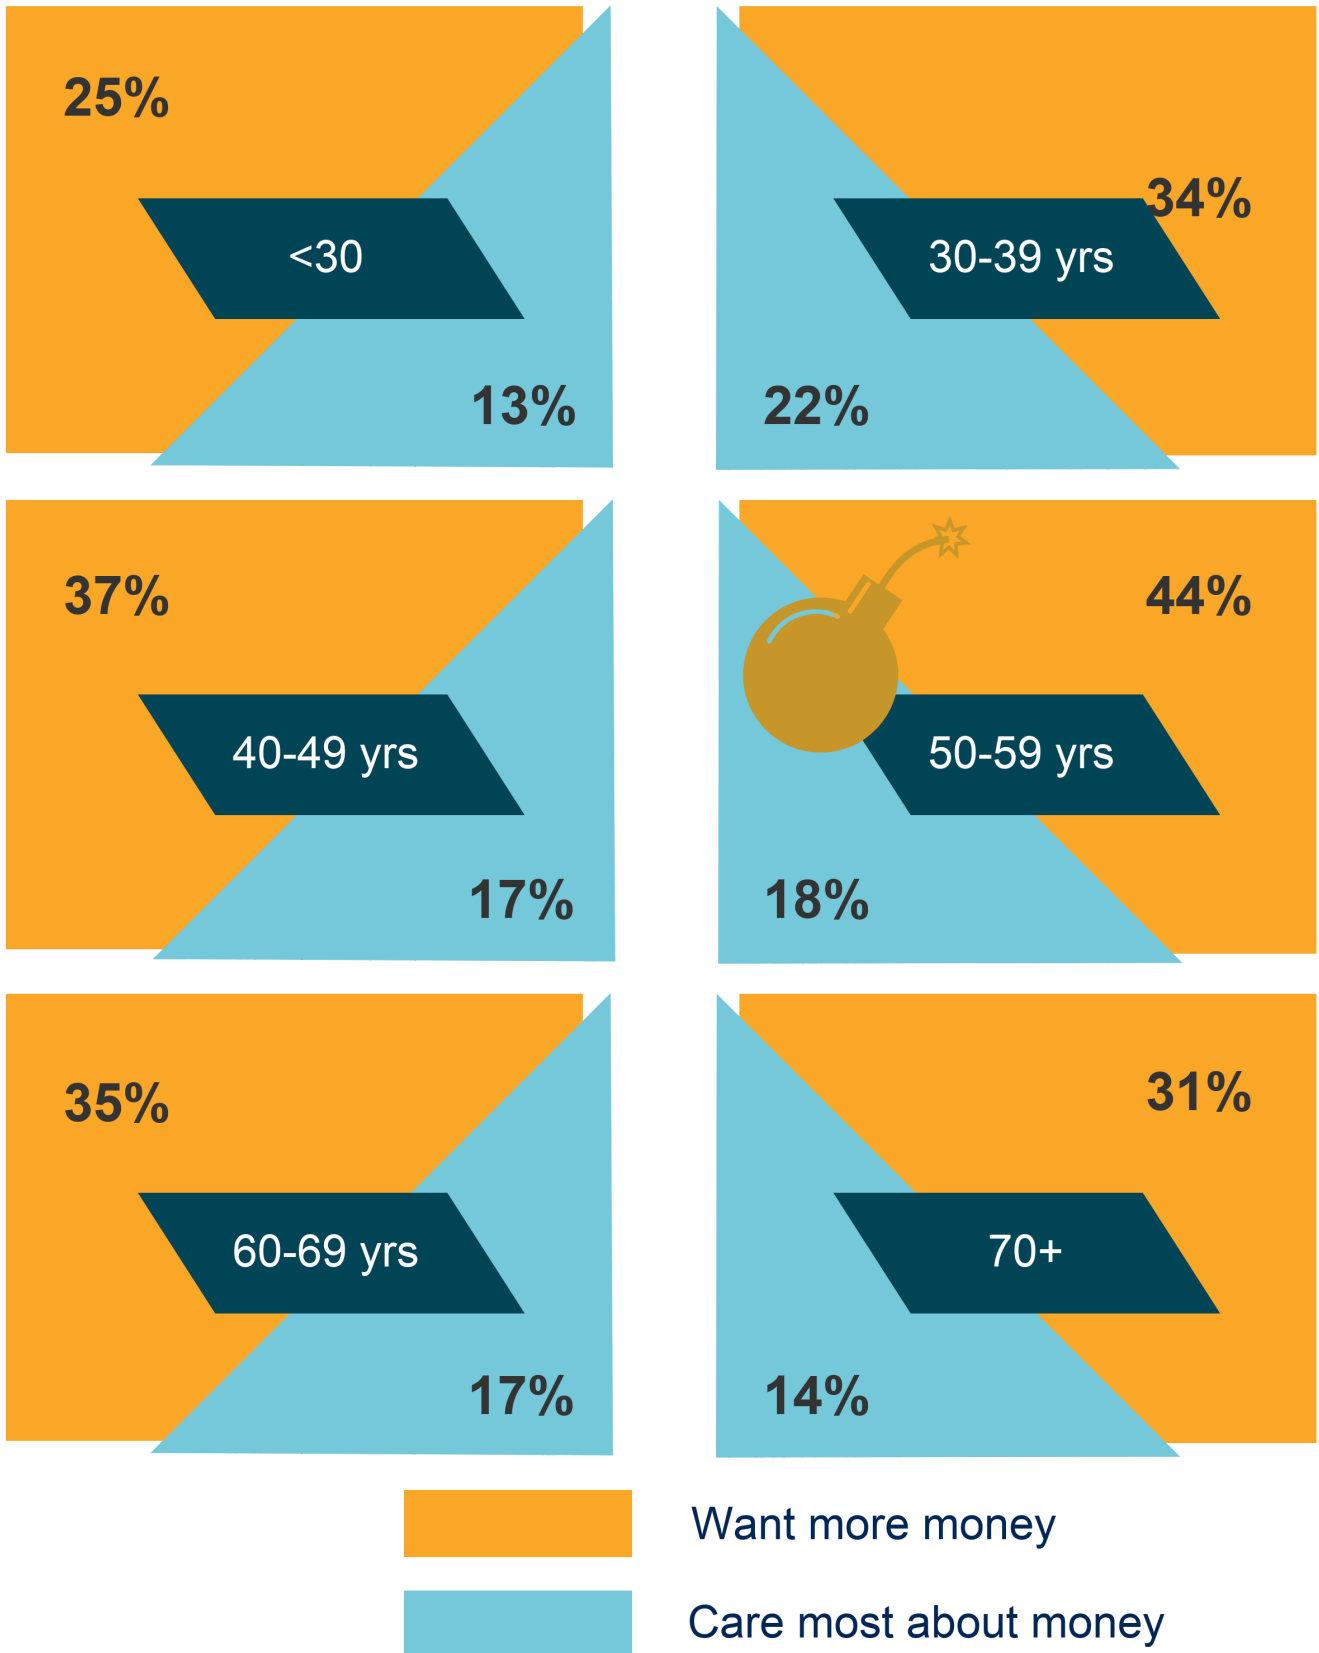 25%
<30
13%
34%
30-39 yrs
22%
37%
40-49 yrs
17%
44%
50-59 yrs
18%
35%
60-69 yrs
17%
31%
70+
14%
Want more money
Care most about money